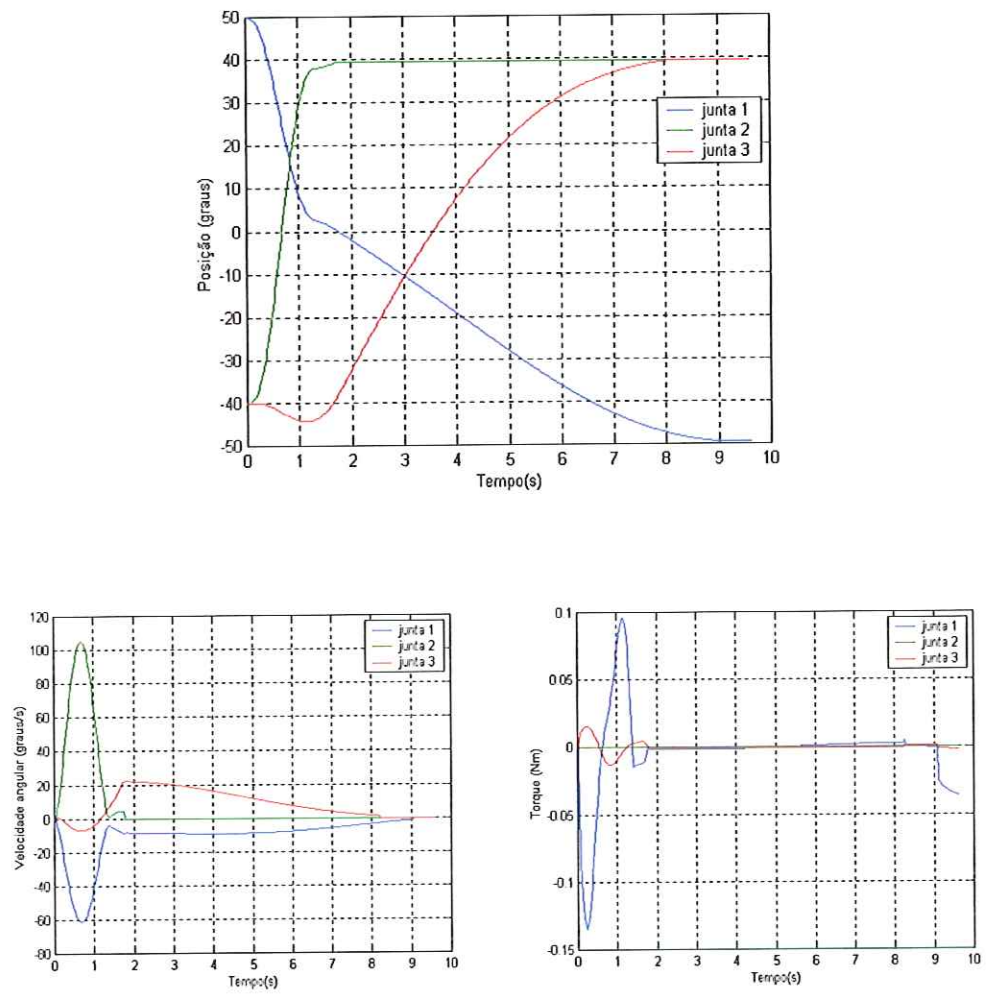 50
40
30
20
10
0
-10
-20
-30
-40
-50
Posição (graus)
junta 1
junta 2
junta 3
0 1 2 3 4 5 6 7 8 9 10
Tempo(s)
120
100
80
60
40
20
0
-20
-40
-60
-80
Velocidade angular (graus/s)
junta 1
junta 2
junta 3
0 1 2 3 4 5 6 7 8 9 10
Tempo(s)
0.1
0.05
0
-0.05
-0.1
-0.15
Torque (Nm)
junta 1
junta 2
junta 3
0 1 2 3 4 5 6 7 8 9 10
Tempo(s)